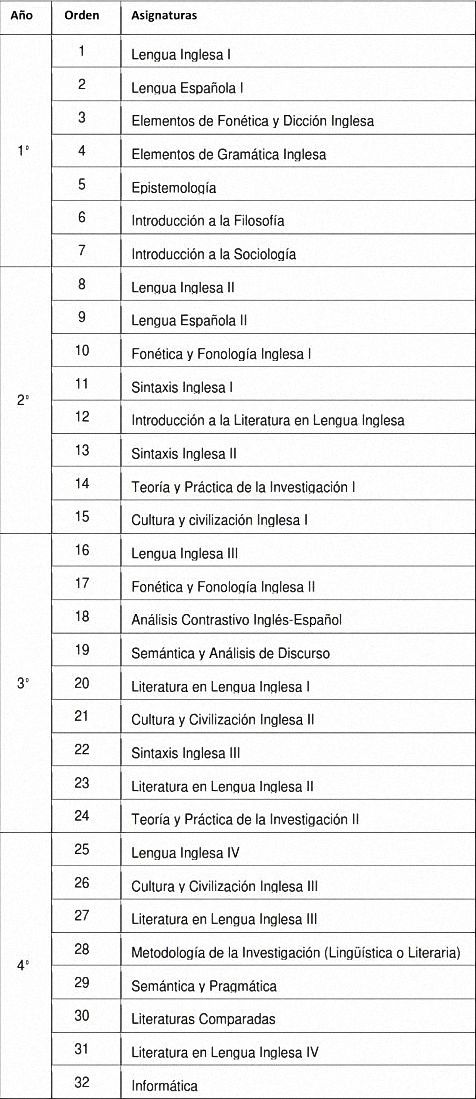 Año Orden Asignaturas
1 Lengua Inglesa I
2 Lengua Española I
3 Elementos de Fonética y Dicción Inglesa
1° 4 Elementos de Gramática Inglesa
5 Epistemología
6 Introducción a la Filosofía
7 Introducción a la Sociología
8 Lengua Inglesa II
9 Lengua Española II
10 Fonética y Fonología Inglesa I
11 Sintaxis Inglesa I
2° 12 Introducción a la Literatura en Lengua Inglesa
13 Sintaxis Inglesa II
14 Teoría y Práctica de la Investigación I
15 Cultura y civilización Inglesa I
16 Lengua Inglesa III
17 Fonética y Fonología Inglesa II
18 Análisis Contrastivo Inglés-Español
19 Semántica y Análisis de Discurso
3° 20 Literatura en Lengua Inglesa I
21 Cultura y Civilización Inglesa II
22 Sintaxis Inglesa III
23 Literatura en Lengua Inglesa II
24 Teoría y Práctica de la Investigación II
25 Lengua Inglesa IV
26 Cultura y Civilización Inglesa III
27 Literatura en Lengua Inglesa III
28 Metodología de la Investigación (Lingüística o Literaria)
4° 29 Semántica y Pragmática
30 Literaturas Comparadas
31 Literatura en Lengua Inglesa IV
32 Informática